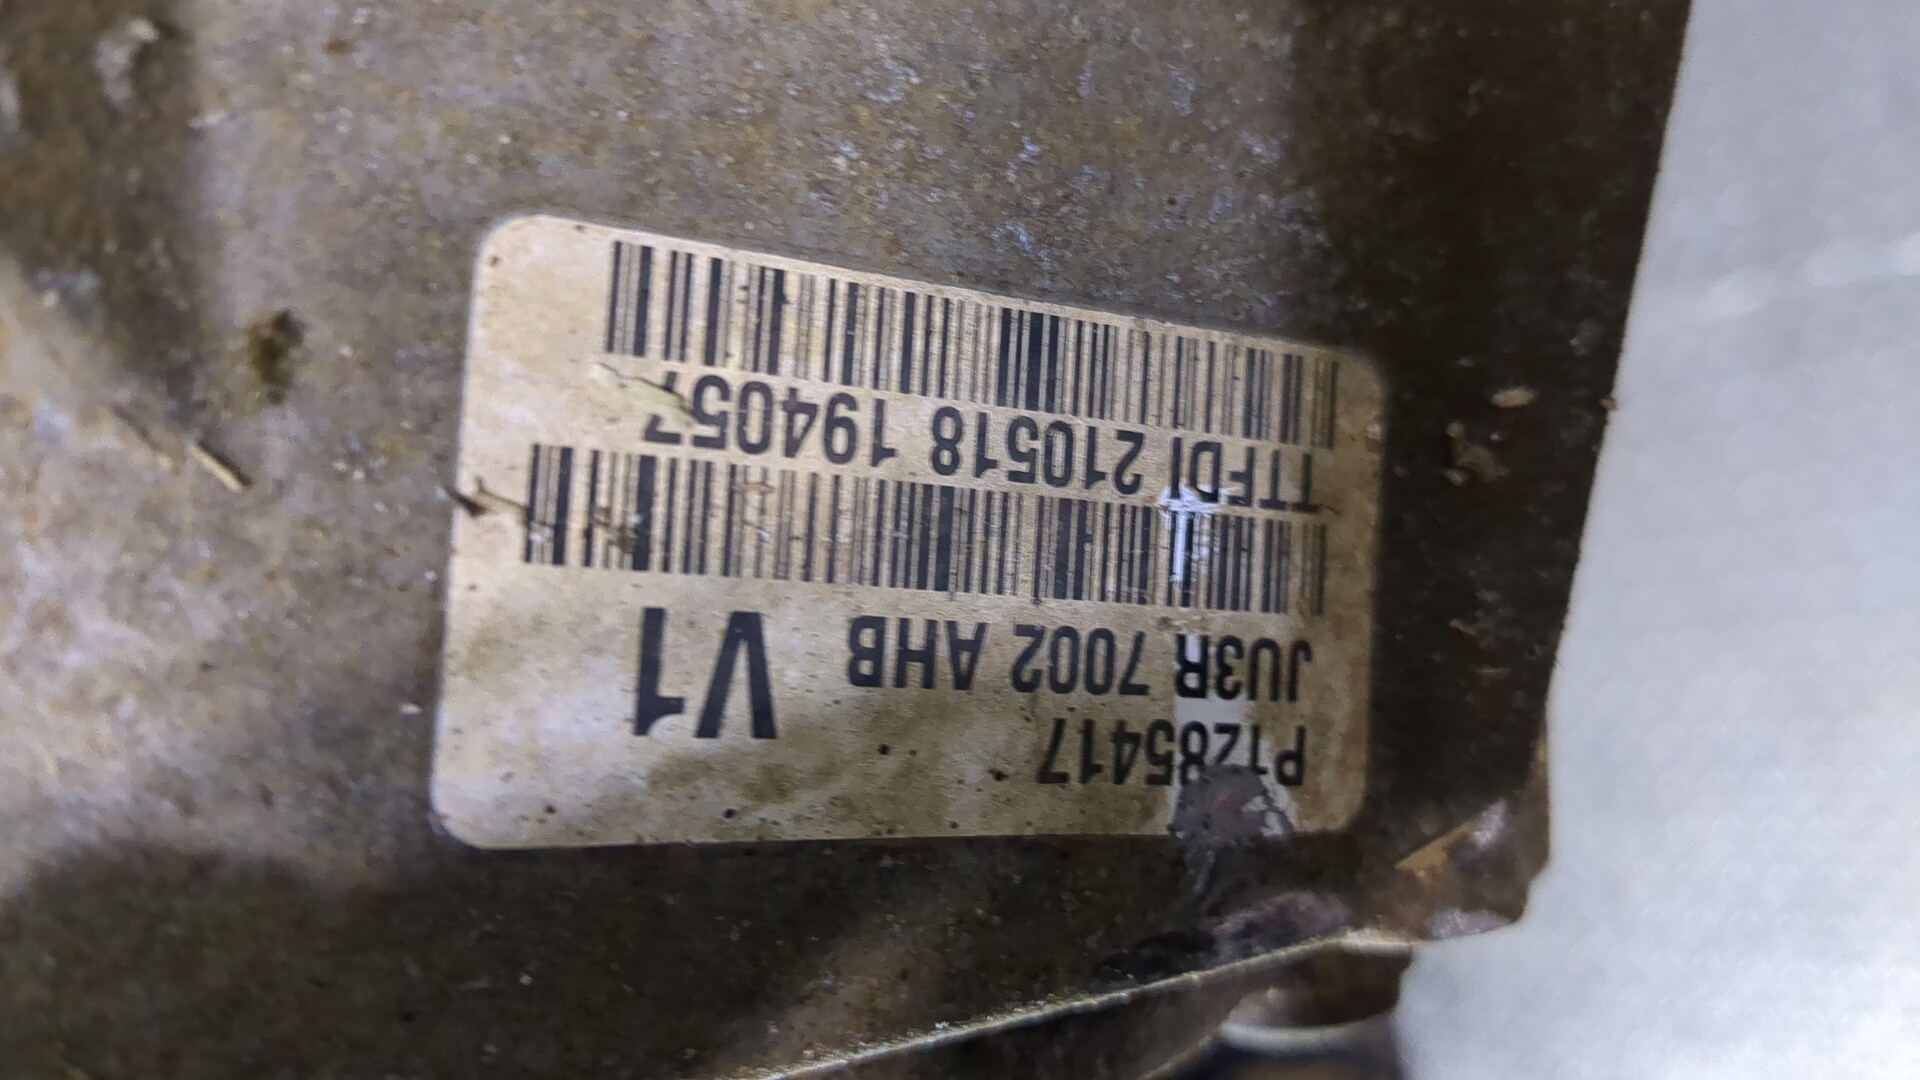 P1285417
JU3R 7002 AHB V1
TTFDI 210518 194057